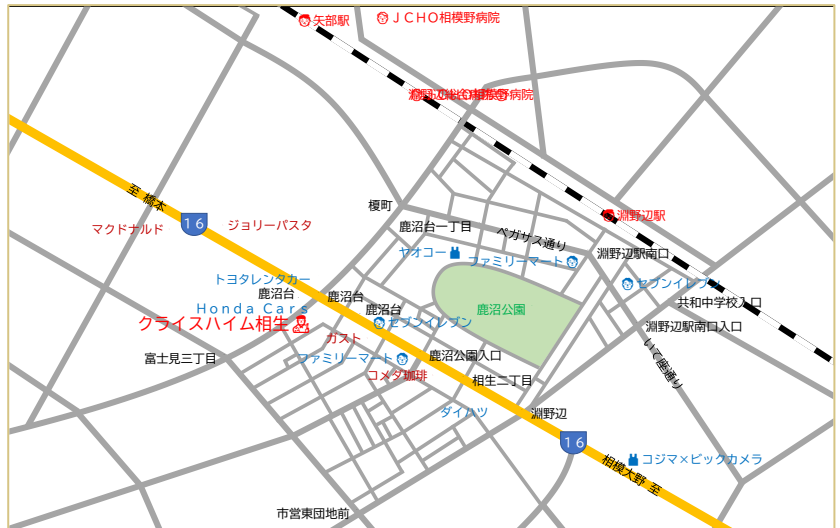 矢部駅
ＪＣＨＯ相模野病院
至 橋本
16
マクドナルド
ジョリーパスタ
榎町
鹿沼台一丁目
ペガサス通り
淵野辺駅
ヤオコー
ファミリーマート
淵野辺駅南口
トヨタレンタカー
鹿沼台
鹿沼台
セブンイレブン
共和中学校入口
Ｈｏｎｄａ Ｃａｒｓ
鹿沼台
鹿沼公園
クライスハイム相生
セブンイレブン
淵野辺駅南口入口
ガスト
富士見三丁目
ファミリーマート
鹿沼公園入口
いて座通り
コメダ珈琲
相生二丁目
ダイハツ
淵野辺
16
コジマ×ビックカメラ
相模大野 至
市営東団地前